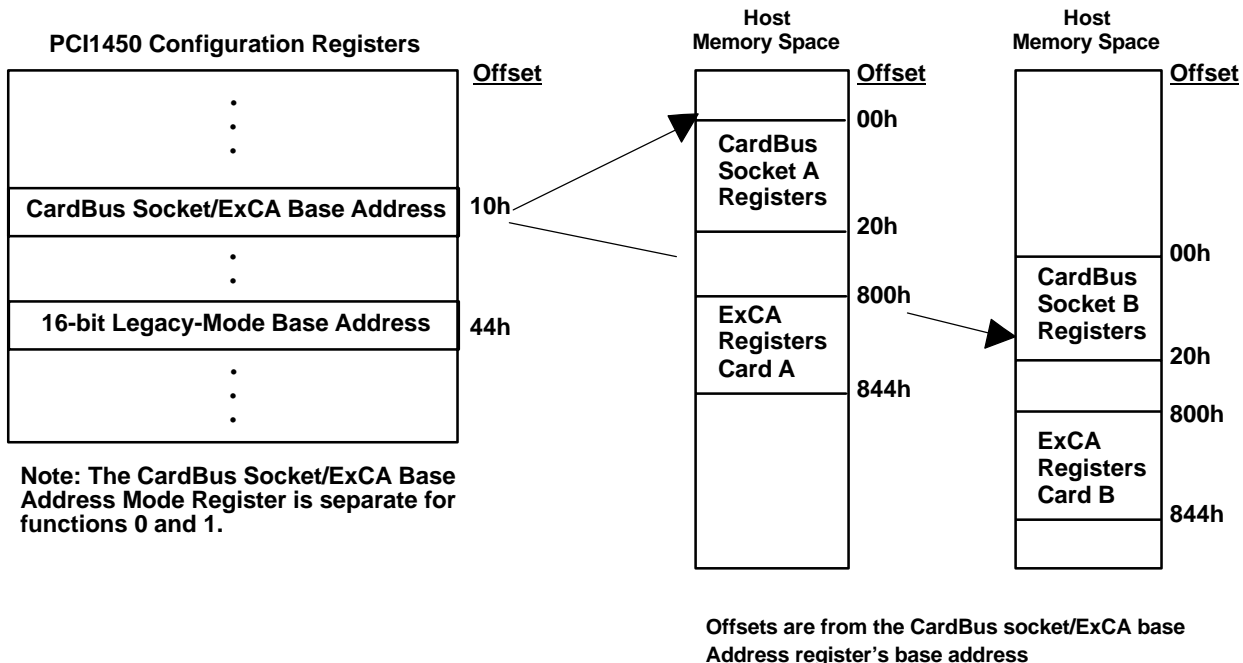 PCI1450 Configuration Registers
Offset
CardBus Socket/ExCA Base Address
10h
16-bit Legacy-Mode Base Address
44h
Note: The CardBus Socket/ExCA Base
Address Mode Register is separate for
functions 0 and 1.
Host
Memory Space
Offset
00h
CardBus
Socket A
Registers
20h
800h
ExCA
Registers
Card A
844h
Host
Memory Space
Offset
00h
CardBus
Socket B
Registers
20h
800h
ExCA
Registers
Card B
844h
Offsets are from the CardBus socket/ExCA base
Address register's base address